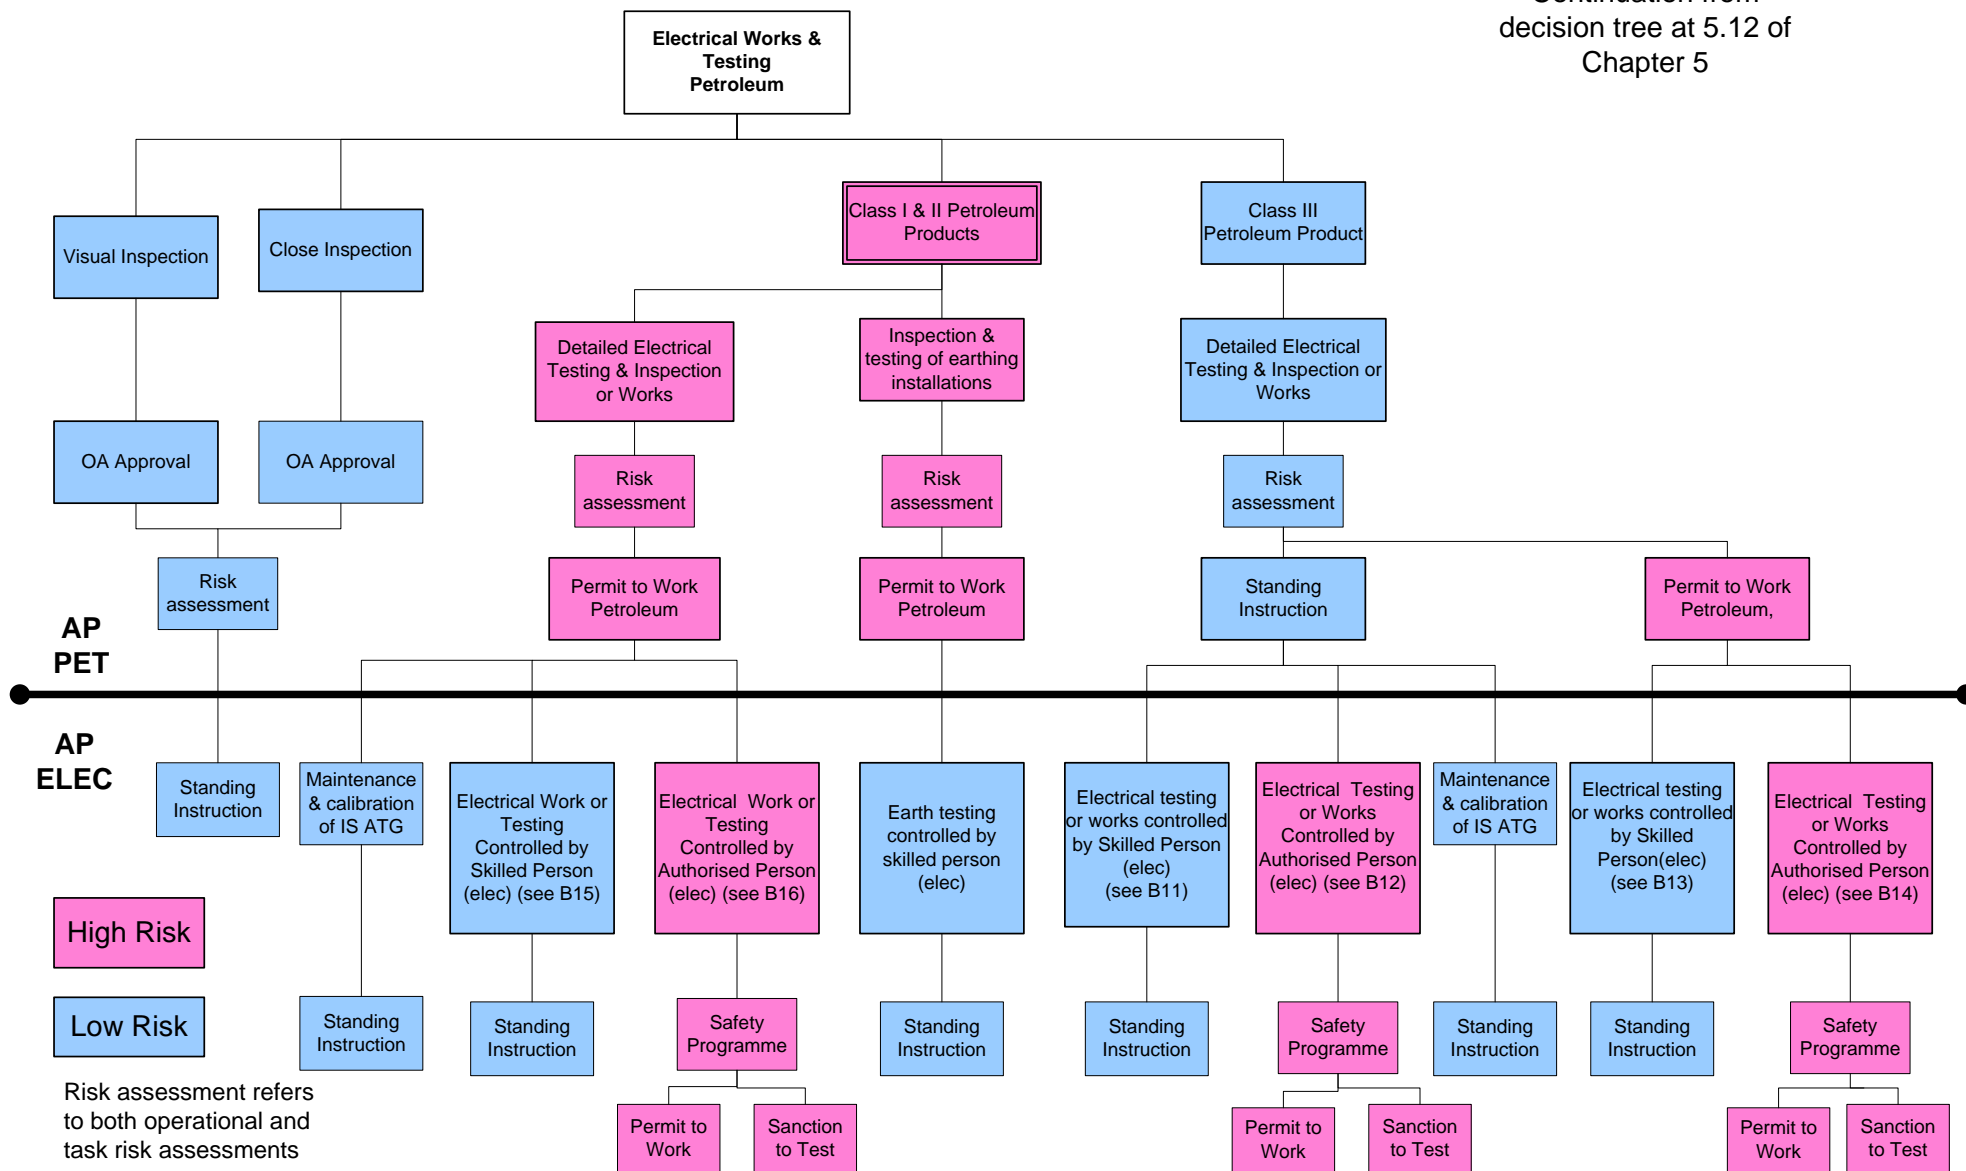 Continuation from
decision tree at 5.12 of
Chapter 5
Electrical Works &
Testing
Petroleum
Visual Inspection
Close Inspection
Class I & II Petroleum
Products
Class III
Petroleum Product
Detailed Electrical
Testing & Inspection
or Works
Inspection &
testing of earthing
installations
Detailed Electrical
Testing & Inspection or
Works
OA Approval
OA Approval
Risk
assessment
Risk
assessment
Risk
assessment
Risk
assessment
Permit to Work
Petroleum
Permit to Work
Petroleum
Standing
Instruction
Permit to Work
Petroleum,
AP
PET
AP
ELEC
Standing
Instruction
Maintenance
& calibration
of IS ATG
Electrical Work or
Testing
Controlled by
Skilled Person
(elec) (see B15)
Electrical Work or
Testing
Controlled by
Authorised Person
(elec) (see B16)
Earth testing
controlled by
skilled person
(elec)
Electrical testing
or works controlled
by Skilled Person
(elec)
(see B11)
Electrical Testing
or Works
Controlled by
Authorised Person
(elec) (see B12)
Maintenance
& calibration
of IS ATG
Electrical testing
or works controlled
by Skilled
Person(elec)
(see B13)
Electrical Testing
or Works
Controlled by
Authorised Person
(elec) (see B14)
High Risk
Low Risk
Standing
Instruction
Standing
Instruction
Safety
Programme
Standing
Instruction
Standing
Instruction
Safety
Programme
Standing
Instruction
Standing
Instruction
Safety
Programme
Risk assessment refers
to both operational and
task risk assessments
Permit to
Work
Sanction
to Test
Permit to
Work
Sanction
to Test
Permit to
Work
Sanction
to Test